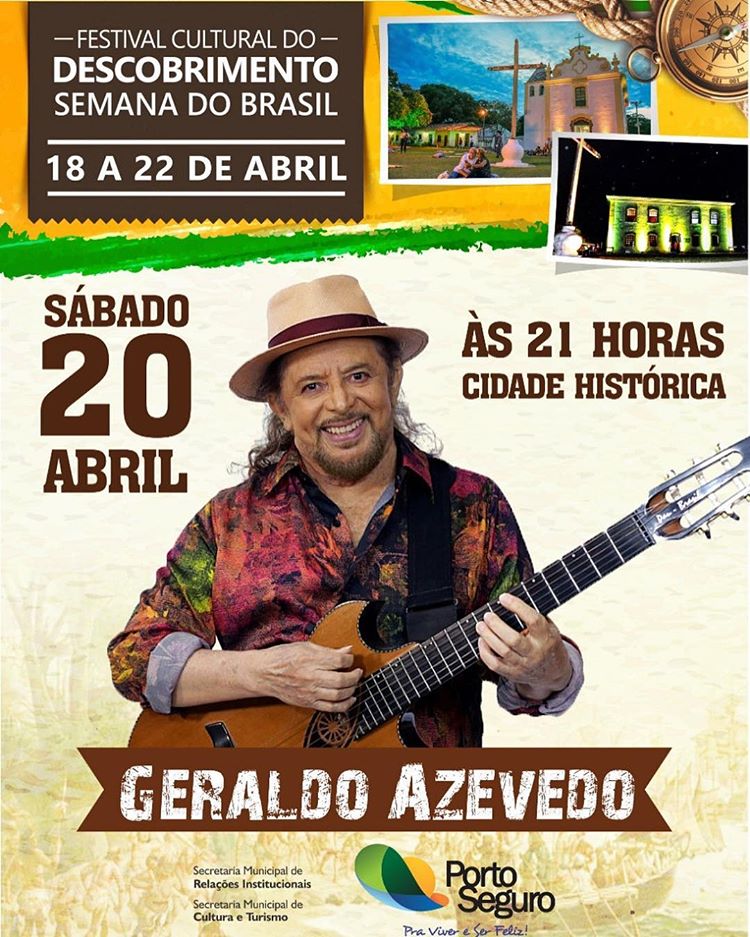 FESTIVAL CULTURAL DO
DESCOBRIMENTO
SEMANA DO BRASIL
18 A 22 DE ABRIL
SÁBADO
20
ABRIL
ÀS 21 HORAS
CIDADE HISTÓRICA
GERALDO AZEVEDO
Secretaria Municipal de
Relações Institucionais
Secretaria Municipal de
Cultura e Turismo
Porto
Seguro
Pra Viver e Ser Feliz!